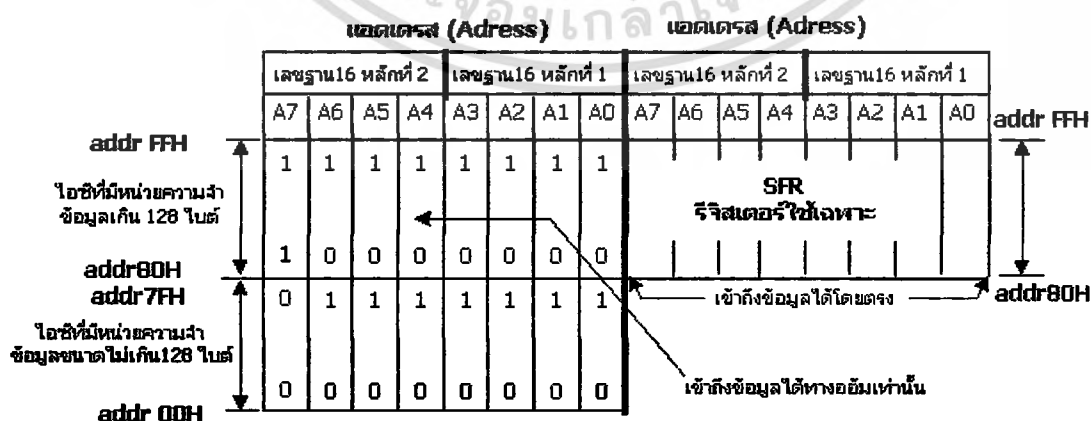 แอดเดรส (Adress) แอดเดรส (Adress)
เลขฐาน16 หลักที่ 2 เลขฐาน16 หลักที่ 1 เลขฐาน16 หลักที่ 2 เลขฐาน16 หลักที่ 1
A7 A6 A5 A4 A3 A2 A1 A0 A7 A6 A5 A4 A3 A2 A1 A0
addr FFH addr FFH
1 1 1 1 1 1 1 1
ไอซีที่มีหน่วยความจำ
ข้อมูลเกิน 128 ไบต์
SFR
รีจิสเตอร์ใช้เฉพาะ
1 0 0 0 0 0 0 0
addr80H addr80H
addr7FH
0 1 1 1 1 1 1 1
เข้าถึงข้อมูลได้โดยตรง
ไอซีที่มีหน่วยความจำ
ข้อมูลขนาดไม่เกิน128 ไบต์
เข้าถึงข้อมูลได้ทางออ้มเท่านั้น
0 0 0 0 0 0 0 0
addr 00H